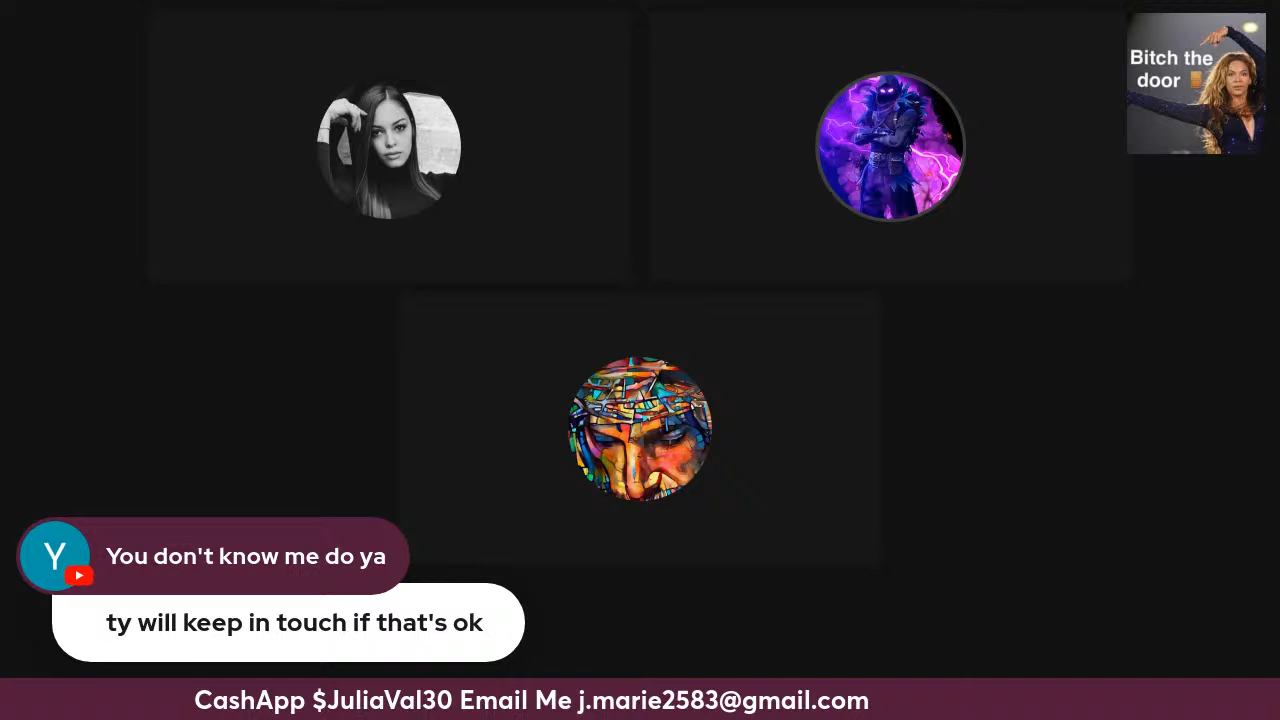 Bitch the
door
Y
You don't know me do ya
ty will keep in touch if that's ok
CashApp $JuliaVal30 Email Me j.marie2583@gmail.com